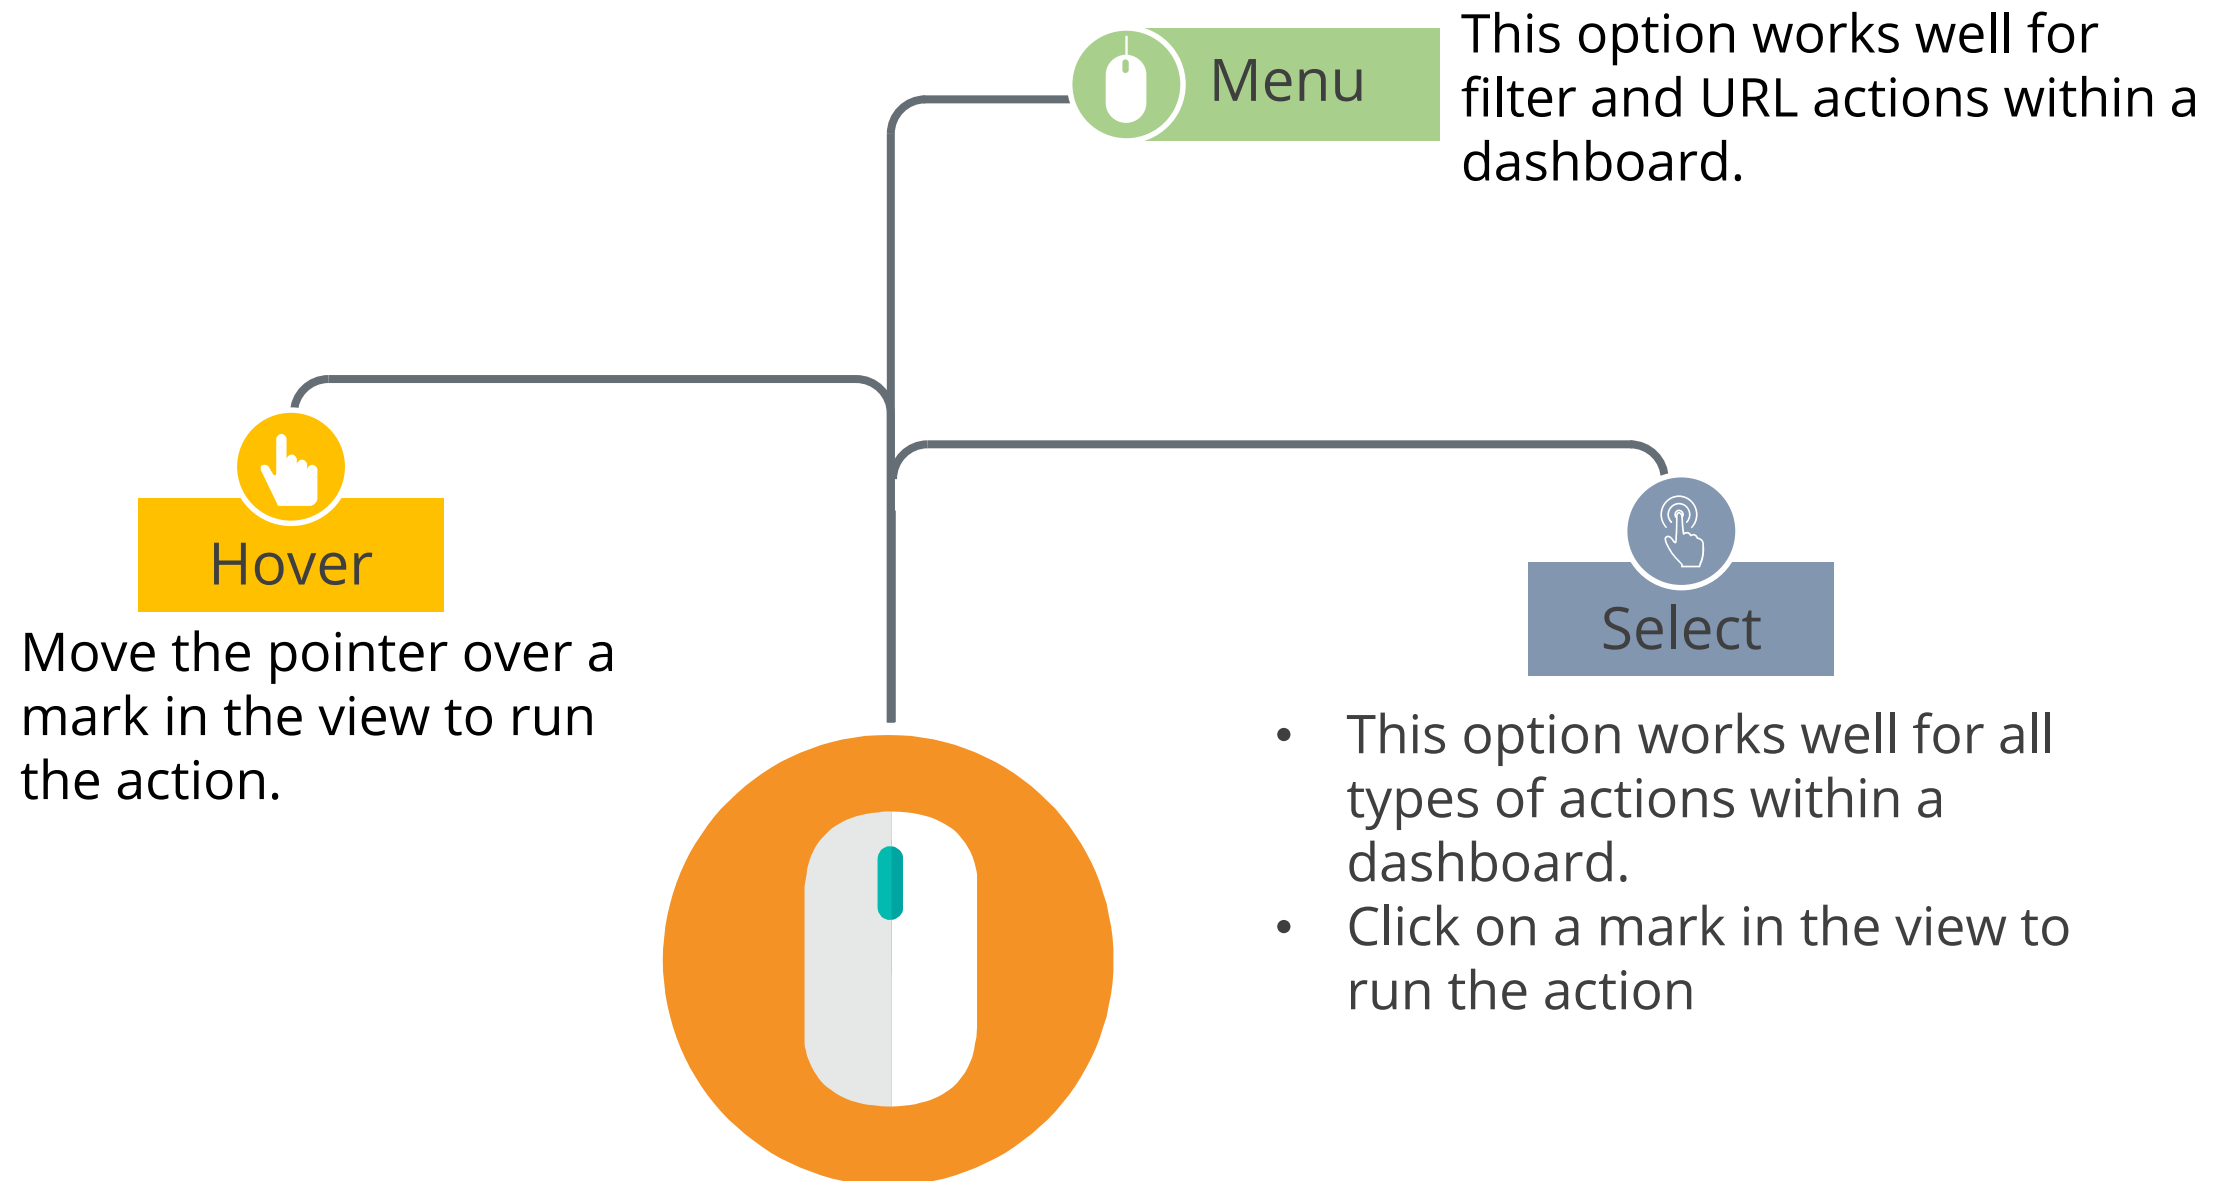 Menu
This option works well for
filter and URL actions within a
dashboard.
Hover
Move the pointer over a
mark in the view to run
the action.
Select
• This option works well for all
types of actions within a
dashboard.
• Click on a mark in the view to
run the action